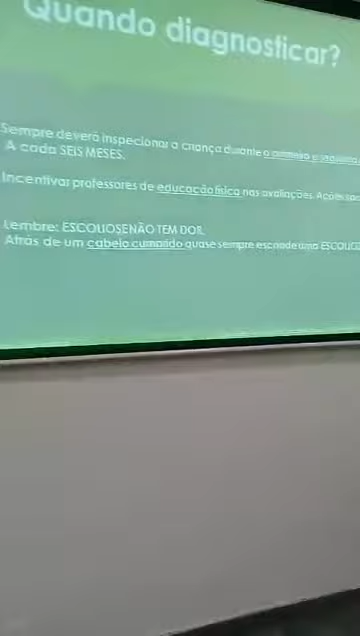 Quando diagnosticar?
Sempre deverá inspecionar a criança durante o
A cada SEIS MESES.
Incentivar professores de educação física nas avaliações. Ações
Lembre: ESCOLIOSE NÃO TEM DOR.
Atrás de um cabelo cumprido quase sempre esconde uma